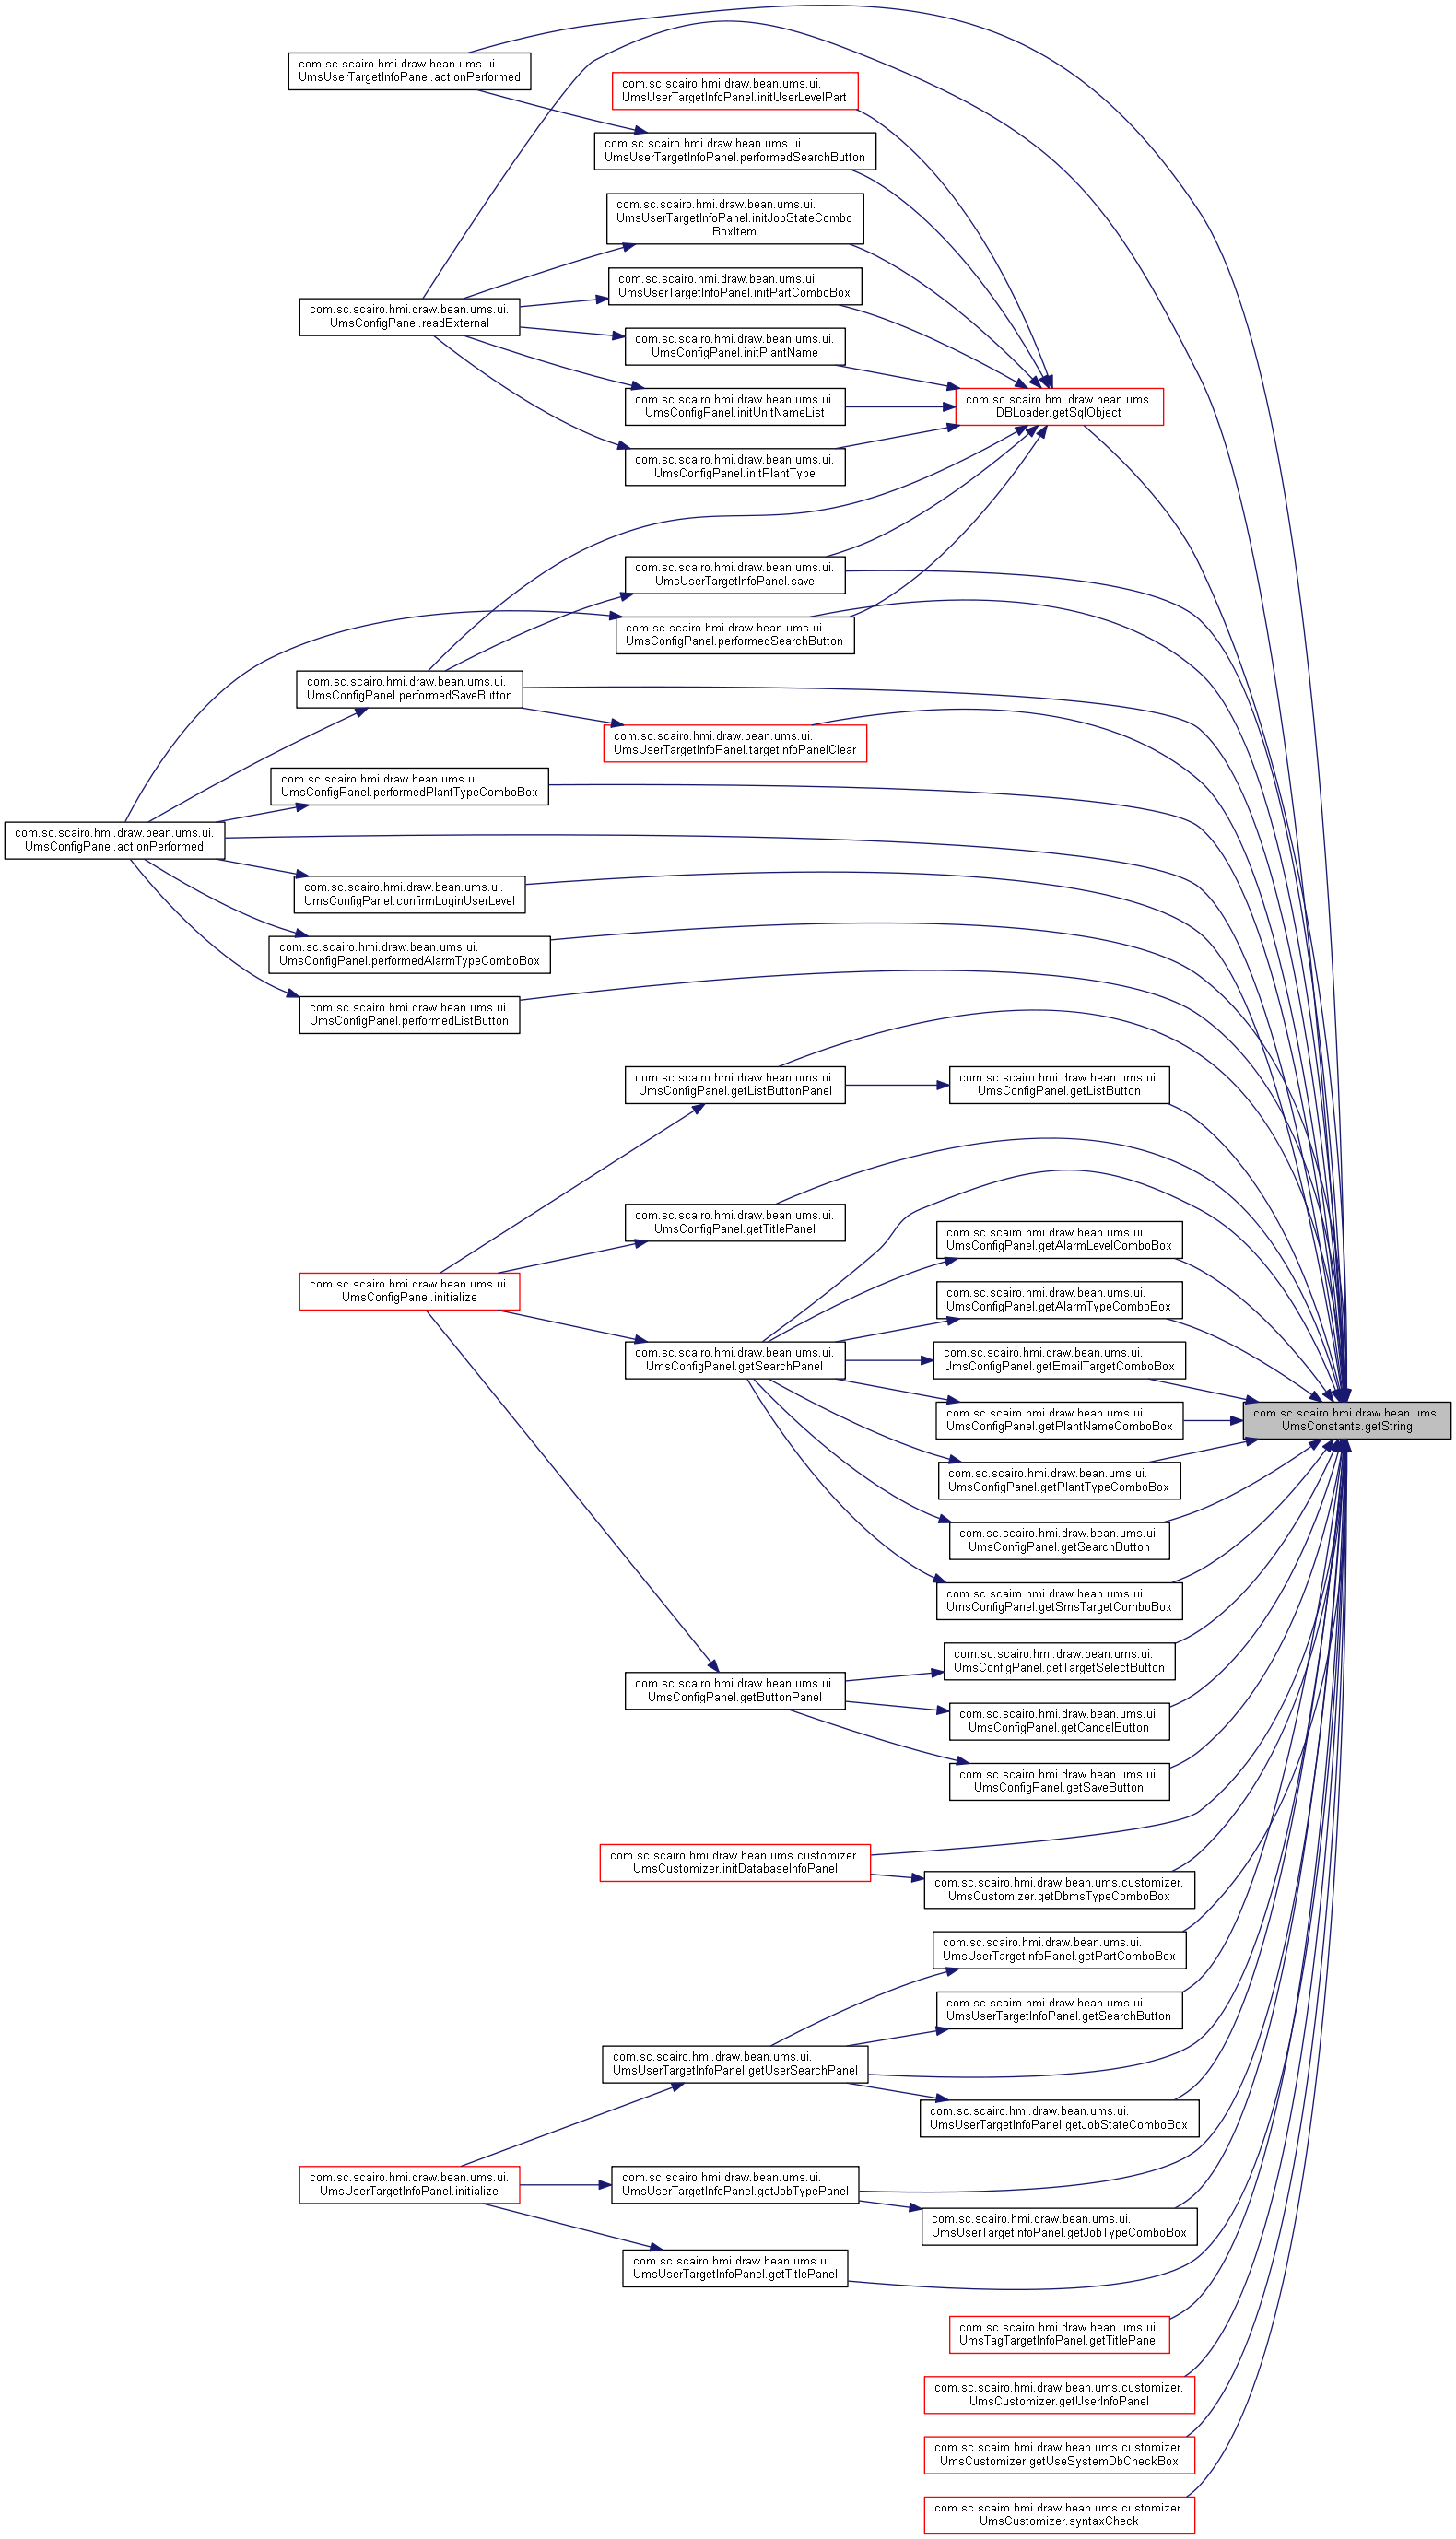 com.sc.scairo.hmi.draw.bean.ums.ui.
UmsUserTargetInfoPanel.actionPerformed
com.sc.scairo.hmi.draw.bean.ums.ui.
UmsUserTargetInfoPanel.initUserLevelPart
com.sc.scairo.hmi.draw.bean.ums.ui.
UmsUserTargetInfoPanel.performedSearchButton
com.sc.scairo.hmi.draw.bean.ums.ui.
UmsUserTargetInfoPanel.initJobStateCombo
BoxItem
com.sc.scairo.hmi.draw.bean.ums.ui.
UmsUserTargetInfoPanel.initPartComboBox
com.sc.scairo.hmi.draw.bean.ums.ui.
UmsConfigPanel.readExternal
com.sc.scairo.hmi.draw.bean.ums.ui.
UmsConfigPanel.initPlantName
com.sc.scairo.hmi.draw.bean.ums.ui.
UmsConfigPanel.initUnitNameList
com.sc.scairo.hmi.draw.bean.ums.
DBLoader.getSqlObject
com.sc.scairo.hmi.draw.bean.ums.ui.
UmsConfigPanel.initPlantType
com.sc.scairo.hmi.draw.bean.ums.ui.
UmsUserTargetInfoPanel.save
com.sc.scairo.hmi.draw.bean.ums.ui.
UmsConfigPanel.performedSearchButton
com.sc.scairo.hmi.draw.bean.ums.ui.
UmsConfigPanel.performedSaveButton
com.sc.scairo.hmi.draw.bean.ums.ui.
UmsUserTargetInfoPanel.targetInfoPanelClear
com.sc.scairo.hmi.draw.bean.ums.ui.
UmsConfigPanel.performedPlantTypeComboBox
com.sc.scairo.hmi.draw.bean.ums.ui.
UmsConfigPanel.actionPerformed
com.sc.scairo.hmi.draw.bean.ums.ui.
UmsConfigPanel.confirmLoginUserLevel
com.sc.scairo.hmi.draw.bean.ums.ui.
UmsConfigPanel.performedAlarmTypeComboBox
com.sc.scairo.hmi.draw.bean.ums.ui.
UmsConfigPanel.performedListButton
com.sc.scairo.hmi.draw.bean.ums.ui.
UmsConfigPanel.getListButtonPanel
com.sc.scairo.hmi.draw.bean.ums.ui.
UmsConfigPanel.getListButton
com.sc.scairo.hmi.draw.bean.ums.ui.
UmsConfigPanel.getTitlePanel
com.sc.scairo.hmi.draw.bean.ums.ui.
UmsConfigPanel.getAlarmLevelComboBox
com.sc.scairo.hmi.draw.bean.ums.ui.
UmsConfigPanel.initialize
com.sc.scairo.hmi.draw.bean.ums.ui.
UmsConfigPanel.getAlarmTypeComboBox
com.sc.scairo.hmi.draw.bean.ums.ui.
UmsConfigPanel.getSearchPanel
com.sc.scairo.hmi.draw.bean.ums.ui.
UmsConfigPanel.getEmailTargetComboBox
com.sc.scairo.hmi.draw.bean.ums.ui.
UmsConfigPanel.getPlantNameComboBox
com.sc.scairo.hmi.draw.bean.ums.
UmsConstants.getString
com.sc.scairo.hmi.draw.bean.ums.ui.
UmsConfigPanel.getPlantTypeComboBox
com.sc.scairo.hmi.draw.bean.ums.ui.
UmsConfigPanel.getSearchButton
com.sc.scairo.hmi.draw.bean.ums.ui.
UmsConfigPanel.getSmsTargetComboBox
com.sc.scairo.hmi.draw.bean.ums.ui.
UmsConfigPanel.getTargetSelectButton
com.sc.scairo.hmi.draw.bean.ums.ui.
UmsConfigPanel.getButtonPanel
com.sc.scairo.hmi.draw.bean.ums.ui.
UmsConfigPanel.getCancelButton
com.sc.scairo.hmi.draw.bean.ums.ui.
UmsConfigPanel.getSaveButton
com.sc.scairo.hmi.draw.bean.ums.customizer.
UmsCustomizer.initDatabaseInfoPanel
com.sc.scairo.hmi.draw.bean.ums.customizer.
UmsCustomizer.getDbmsTypeComboBox
com.sc.scairo.hmi.draw.bean.ums.ui.
UmsUserTargetInfoPanel.getPartComboBox
com.sc.scairo.hmi.draw.bean.ums.ui.
UmsUserTargetInfoPanel.getSearchButton
com.sc.scairo.hmi.draw.bean.ums.ui.
UmsUserTargetInfoPanel.getUserSearchPanel
com.sc.scairo.hmi.draw.bean.ums.ui.
UmsUserTargetInfoPanel.getJobStateComboBox
com.sc.scairo.hmi.draw.bean.ums.ui.
UmsUserTargetInfoPanel.initialize
com.sc.scairo.hmi.draw.bean.ums.ui.
UmsUserTargetInfoPanel.getJobTypePanel
com.sc.scairo.hmi.draw.bean.ums.ui.
UmsUserTargetInfoPanel.getJobTypeComboBox
com.sc.scairo.hmi.draw.bean.ums.ui.
UmsUserTargetInfoPanel.getTitlePanel
com.sc.scairo.hmi.draw.bean.ums.ui.
UmsTagTargetInfoPanel.getTitlePanel
com.sc.scairo.hmi.draw.bean.ums.customizer.
UmsCustomizer.getUserInfoPanel
com.sc.scairo.hmi.draw.bean.ums.customizer.
UmsCustomizer.getUseSystemDbCheckBox
com.sc.scairo.hmi.draw.bean.ums.customizer.
UmsCustomizer.syntaxCheck